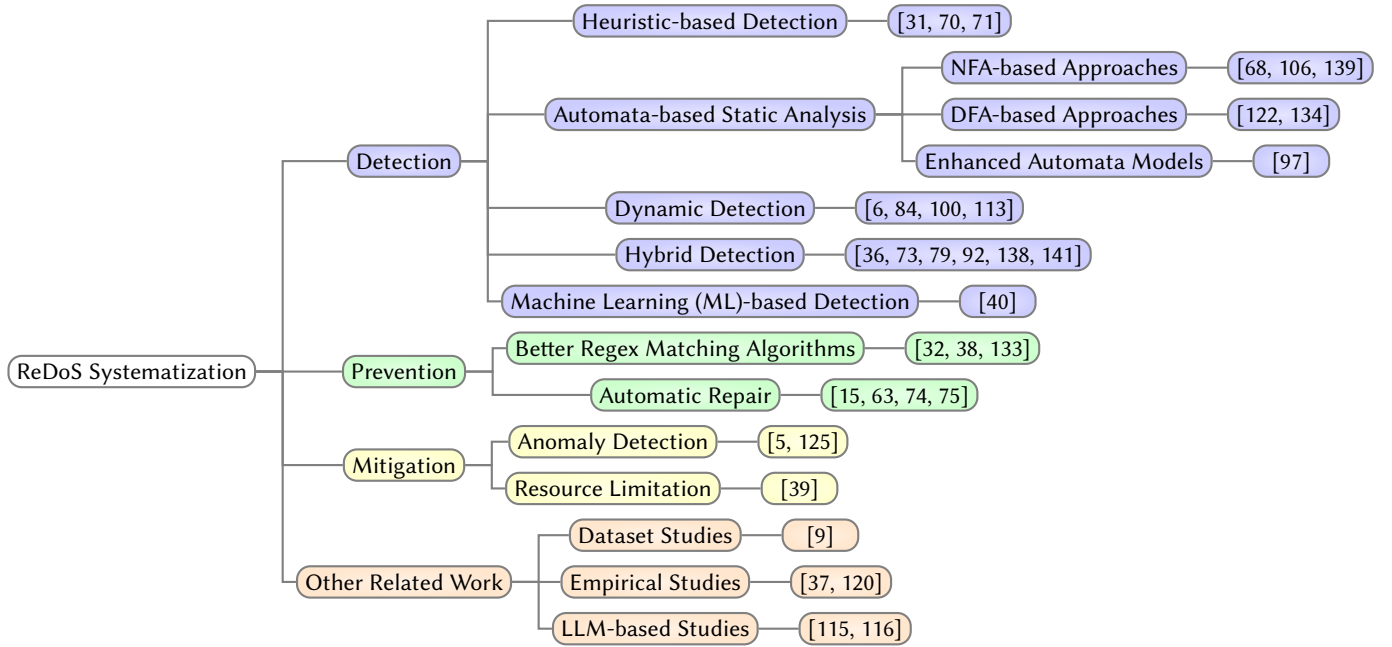 Heuristic-based Detection [31, 70, 71]
NFA-based Approaches [68, 106, 139]
Automata-based Static Analysis DFA-based Approaches [122, 134]
Detection Enhanced Automata Models [97]
Dynamic Detection [6, 84, 100, 113]
Hybrid Detection [36, 73, 79, 92, 138, 141]
Machine Learning (ML)-based Detection [40]
Better Regex Matching Algorithms [32, 38, 133]
ReDoS Systematization Prevention
Automatic Repair [15, 63, 74, 75]
Anomaly Detection [5, 125]
Mitigation
Resource Limitation [39]
Dataset Studies [9]
Other Related Work Empirical Studies [37, 120]
LLM-based Studies [115, 116]